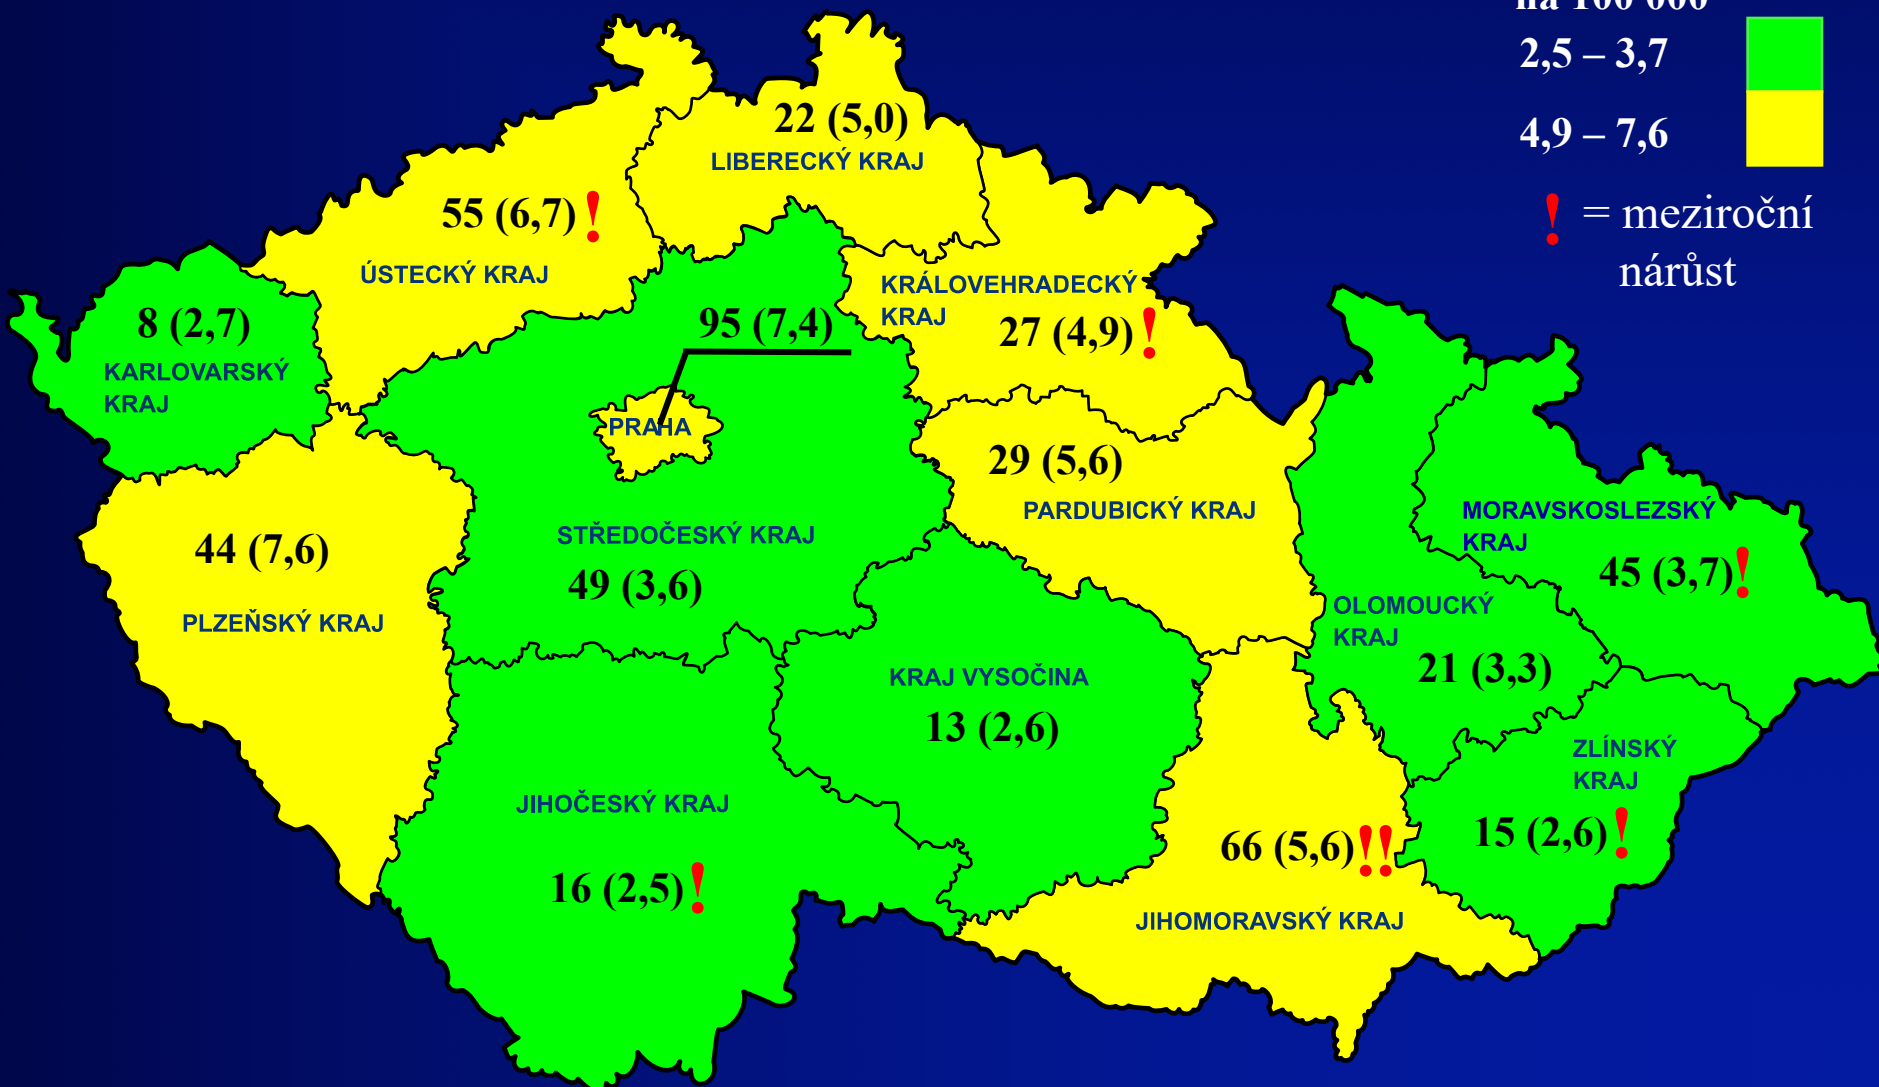 na 100 000
2,5 – 3,7
4,9 – 7,6
! = meziroční
nárůst
22 (5,0)
LIBERECKÝ KRAJ
55 (6,7)!
ÚSTECKÝ KRAJ
KRÁLOVEHRADECKÝ
KRAJ
27 (4,9)!
8 (2,7)
KARLOVARSKÝ
KRAJ
95 (7,4)
PRAHA
29 (5,6)
PARDUBICKÝ KRAJ
44 (7,6)
PLZEŇSKÝ KRAJ
STŘEDOČESKÝ KRAJ
49 (3,6)
MORAVSKOSLEZSKÝ
KRAJ
45 (3,7)!
OLOMOUCKÝ
KRAJ
21 (3,3)
KRAJ VYSOČINA
13 (2,6)
ZLÍNSKÝ
KRAJ
15 (2,6)!
JIHOČESKÝ KRAJ
16 (2,5)!
66 (5,6)!!
JIHOMORAVSKÝ KRAJ